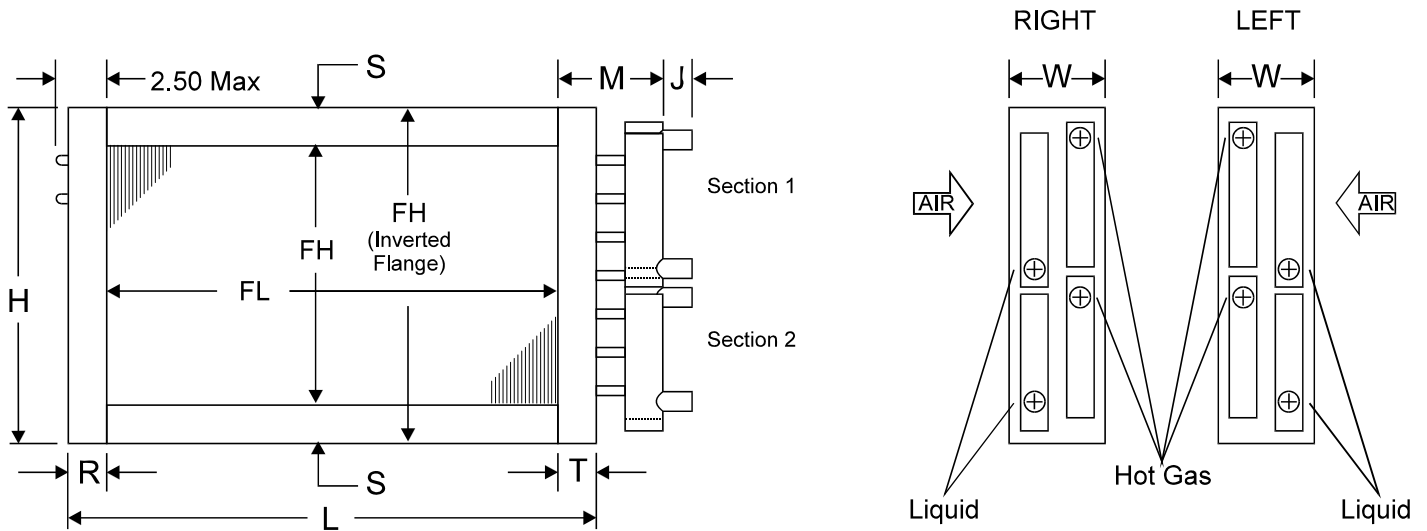 RIGHT
LEFT
S
M
J
2.50 Max
W
W
Section 1
AIR
AIR
FH
(Inverted
Flange)
FH
FL
H
Section 2
R
S
T
L
Hot Gas
Liquid
Liquid